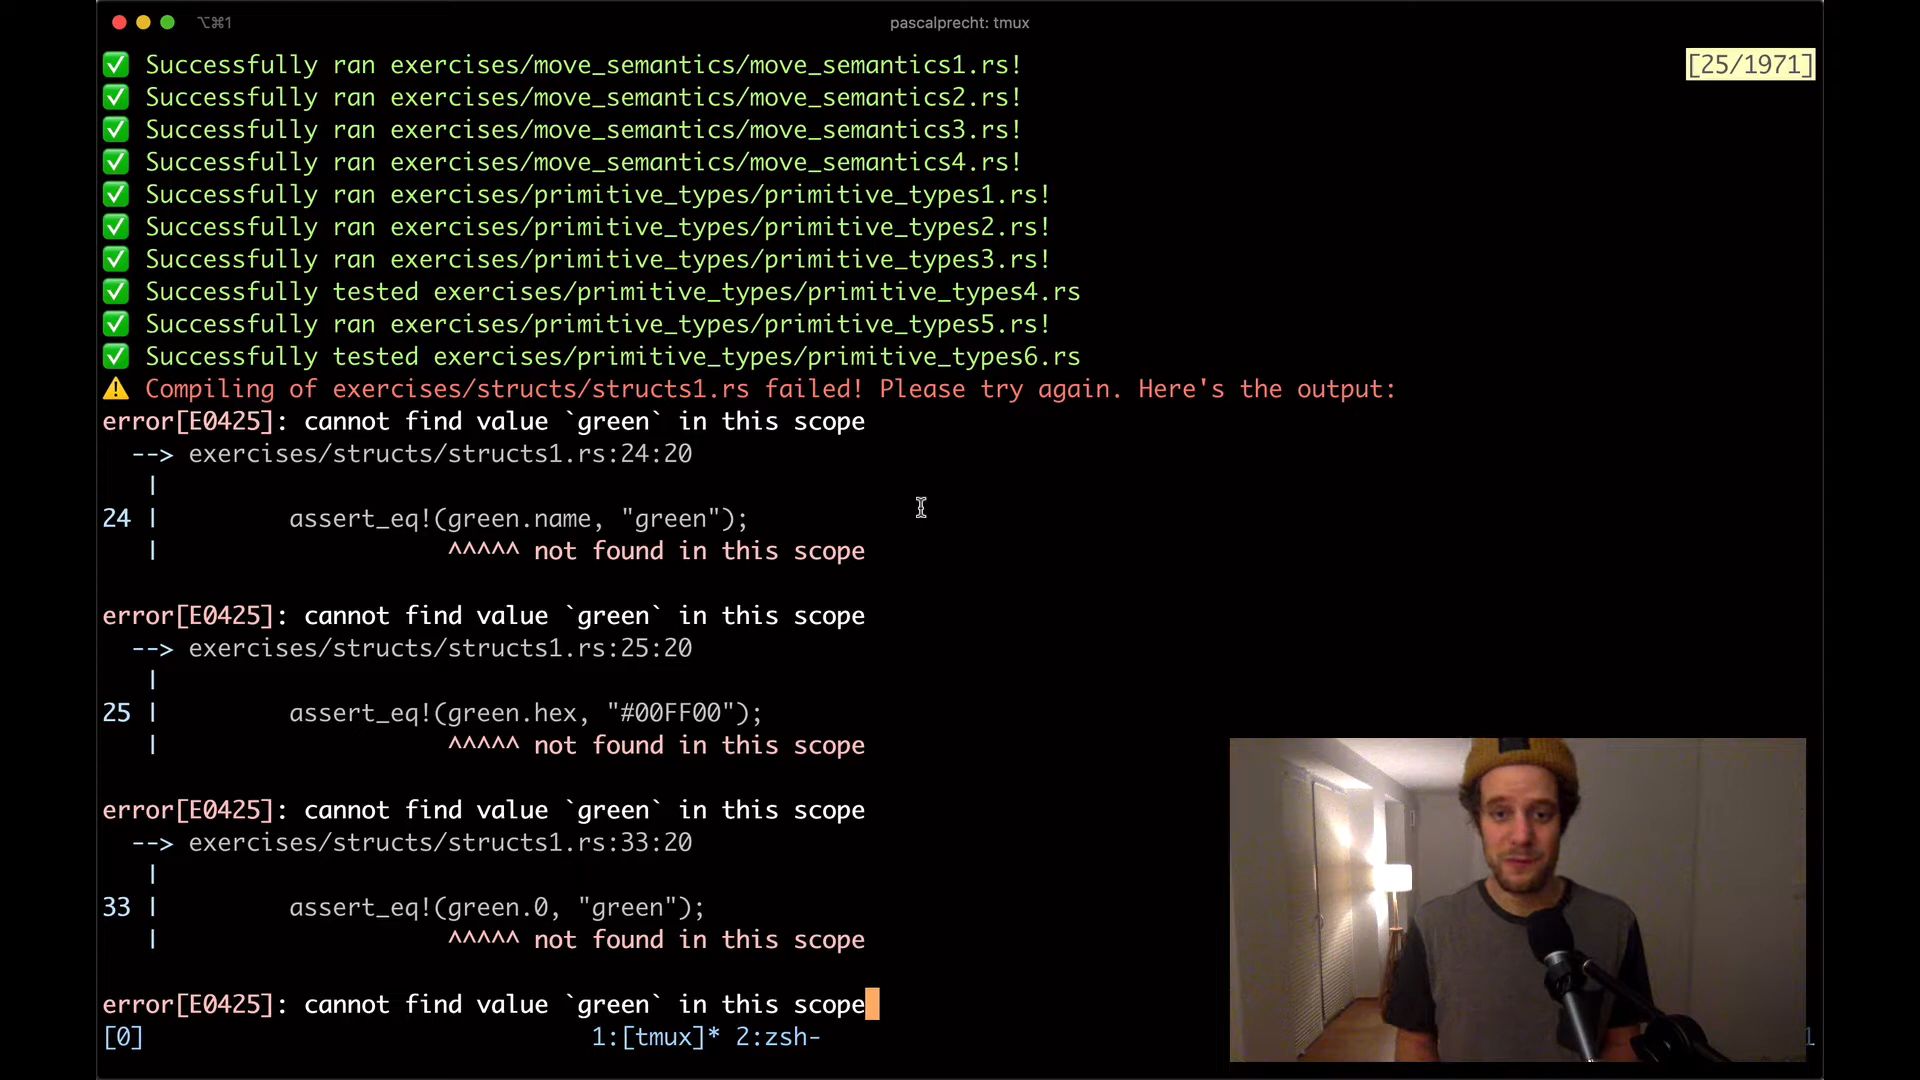 ⌥⌘1
pascalprecht: tmux
[25/1971]
✅ Successfully ran exercises/move_semantics/move_semantics1.rs!
✅ Successfully ran exercises/move_semantics/move_semantics2.rs!
✅ Successfully ran exercises/move_semantics/move_semantics3.rs!
✅ Successfully ran exercises/move_semantics/move_semantics4.rs!
✅ Successfully ran exercises/primitive_types/primitive_types1.rs!
✅ Successfully ran exercises/primitive_types/primitive_types2.rs!
✅ Successfully ran exercises/primitive_types/primitive_types3.rs!
✅ Successfully tested exercises/primitive_types/primitive_types4.rs
✅ Successfully ran exercises/primitive_types/primitive_types5.rs!
✅ Successfully tested exercises/primitive_types/primitive_types6.rs
⚠️ Compiling of exercises/structs/structs1.rs failed! Please try again. Here's the output:
error[E0425]: cannot find value `green` in this scope
  --> exercises/structs/structs1.rs:24:20
   |
24 |         assert_eq!(green.name, "green");
   |                    ^^^^^ not found in this scope
error[E0425]: cannot find value `green` in this scope
  --> exercises/structs/structs1.rs:25:20
   |
25 |         assert_eq!(green.hex, "#00FF00");
   |                    ^^^^^ not found in this scope
error[E0425]: cannot find value `green` in this scope
  --> exercises/structs/structs1.rs:33:20
   |
33 |         assert_eq!(green.0, "green");
   |                    ^^^^^ not found in this scope
error[E0425]: cannot find value `green` in this scope
[0] 1:[tmux]* 2:zsh-